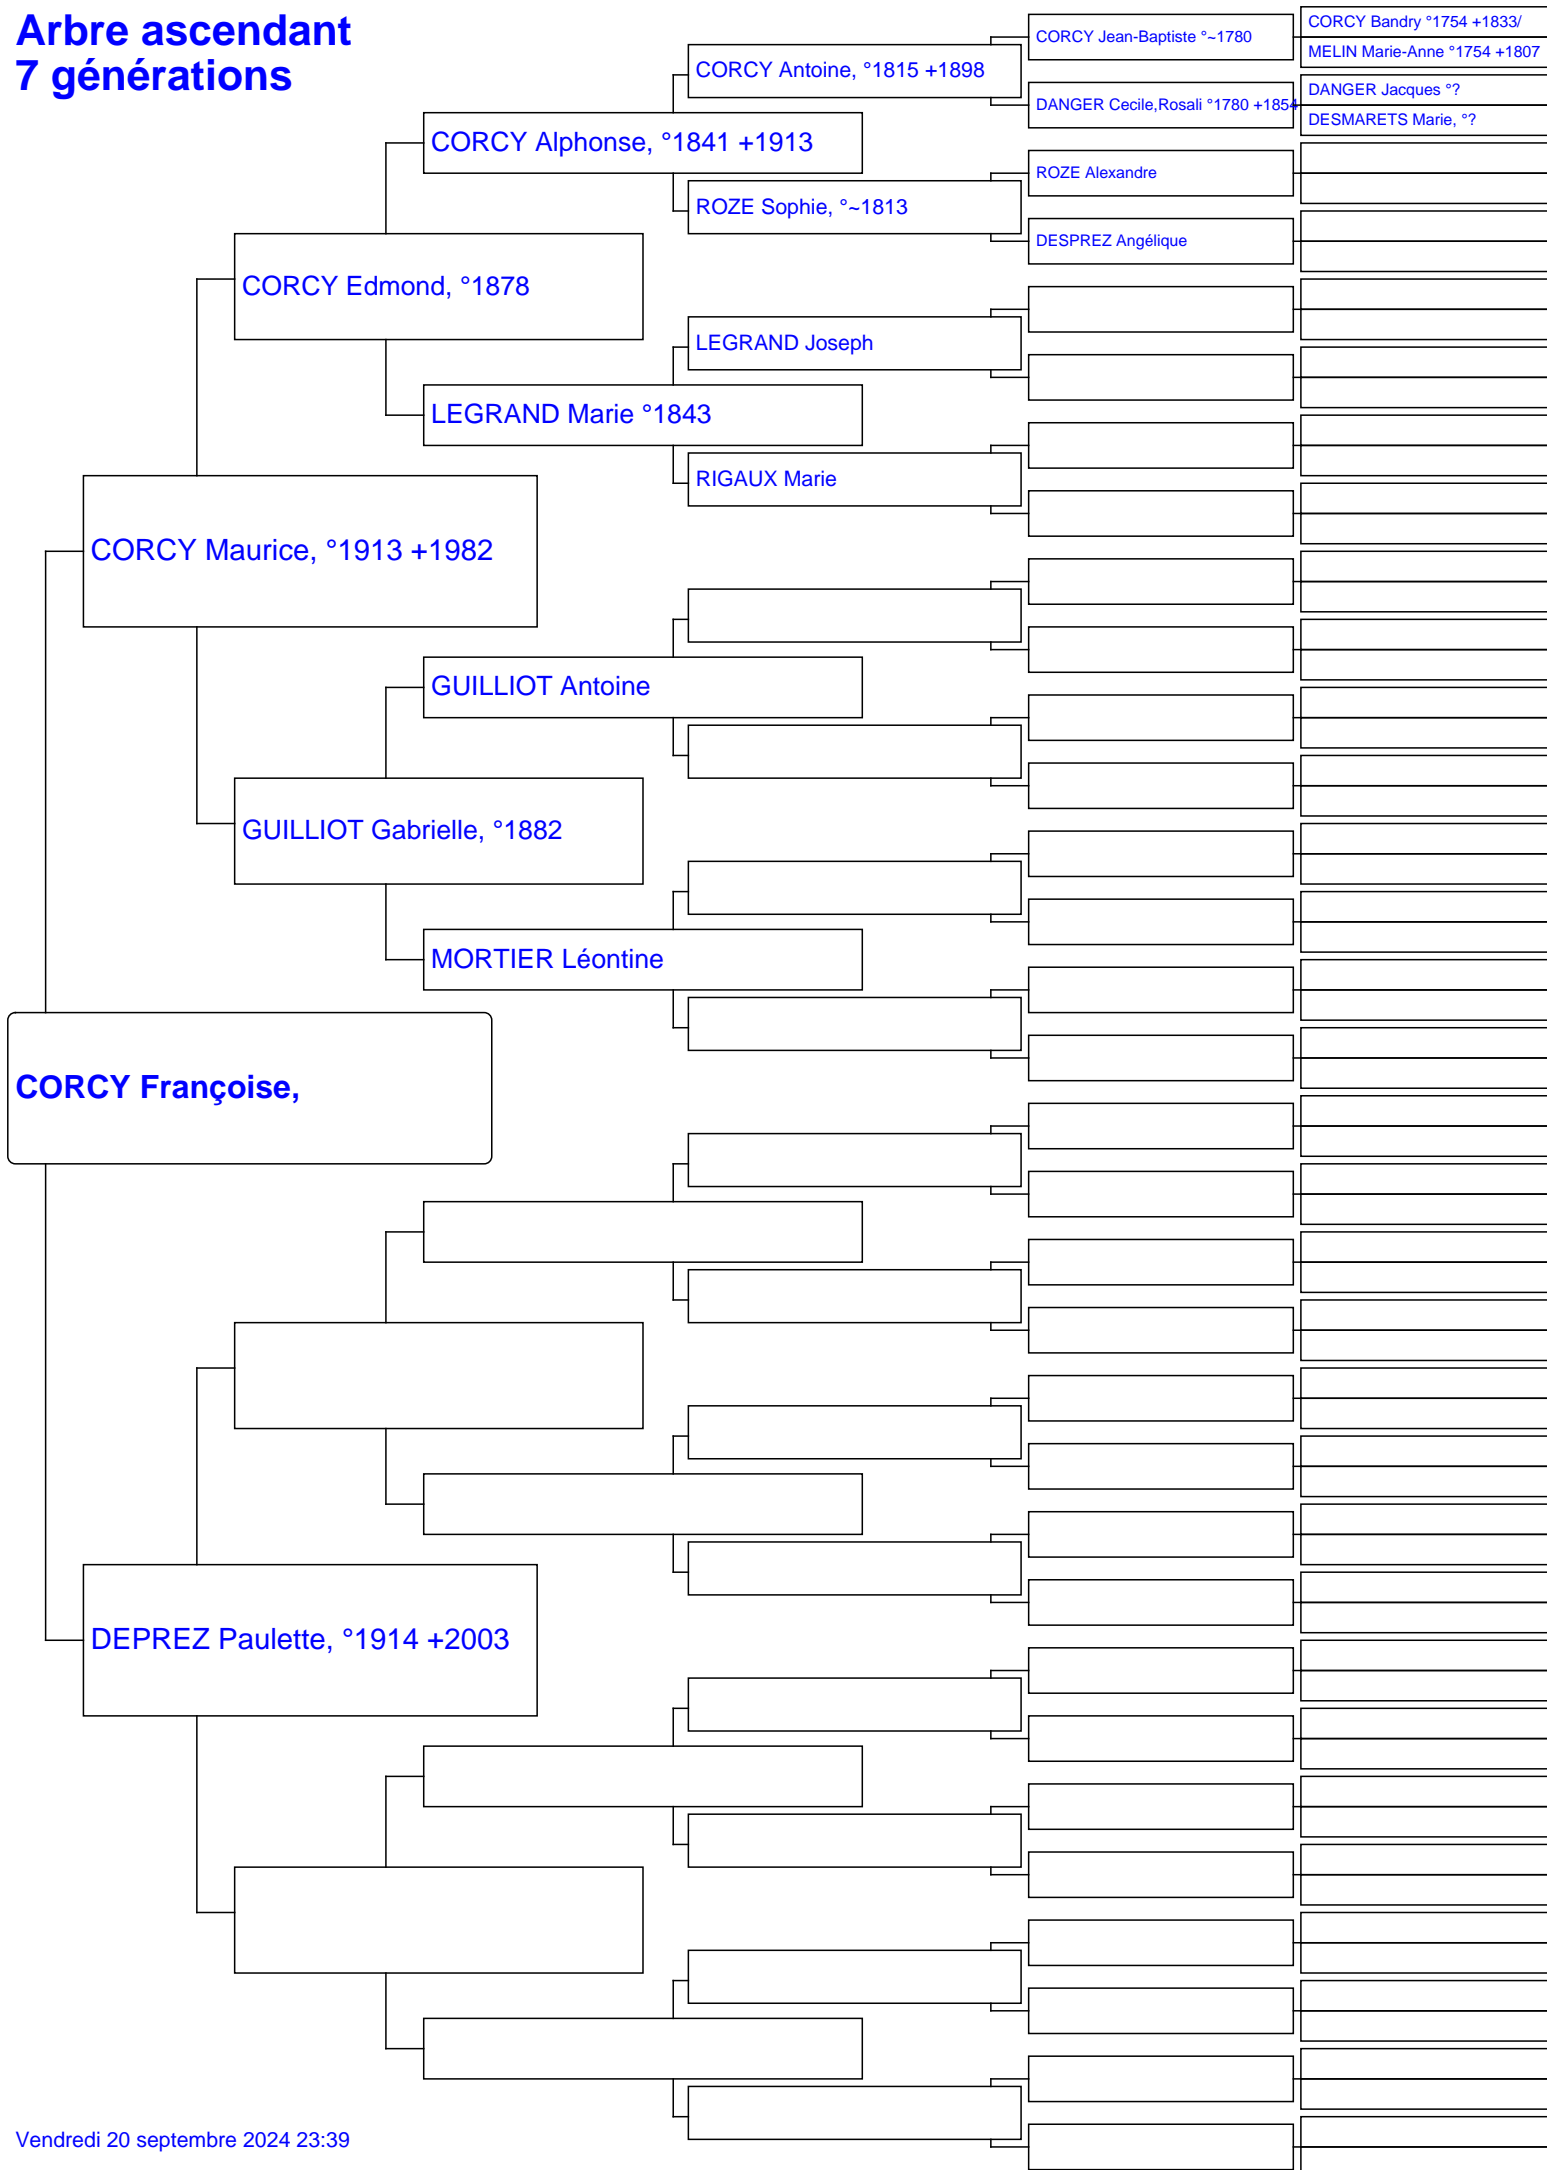 Arbre ascendant
7 générations
CORCY Bandry °1754 +1833/
CORCY Jean-Baptiste °~1780
MELIN Marie-Anne °1754 +1807
CORCY Antoine, °1815 +1898
DANGER Jacques °?
DANGER Cecile,Rosali °1780 +1854
DESMARETS Marie, °?
CORCY Alphonse, °1841 +1913
ROZE Alexandre
ROZE Sophie, °~1813
DESPREZ Angélique
CORCY Edmond, °1878
LEGRAND Joseph
LEGRAND Marie °1843
RIGAUX Marie
CORCY Maurice, °1913 +1982
GUILLIOT Antoine
GUILLIOT Gabrielle, °1882
MORTIER Léontine
CORCY Françoise,
DEPREZ Paulette, °1914 +2003
Vendredi 20 septembre 2024 23:39